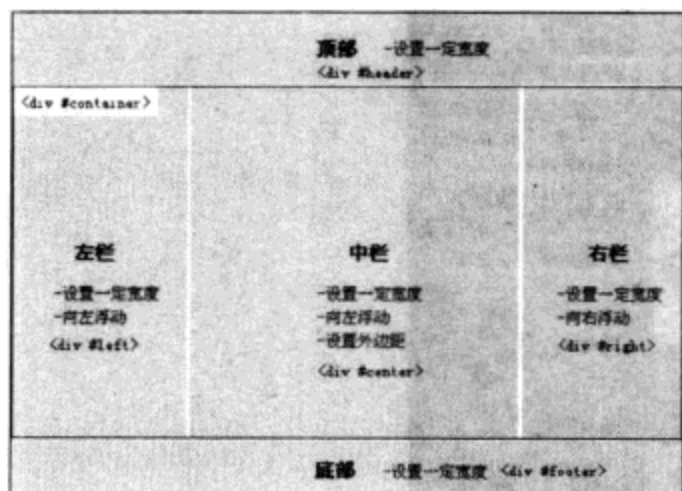 顶部 -设置一定宽度
<div #header>
<div #container>
左栏
-设置一定宽度
-向左浮动
<div #left>
中栏
-设置一定宽度
-向左浮动
-设置外边距
<div #center>
右栏
-设置一定宽度
-向右浮动
<div #right>
底部 -设置一定宽度 <div #footer>